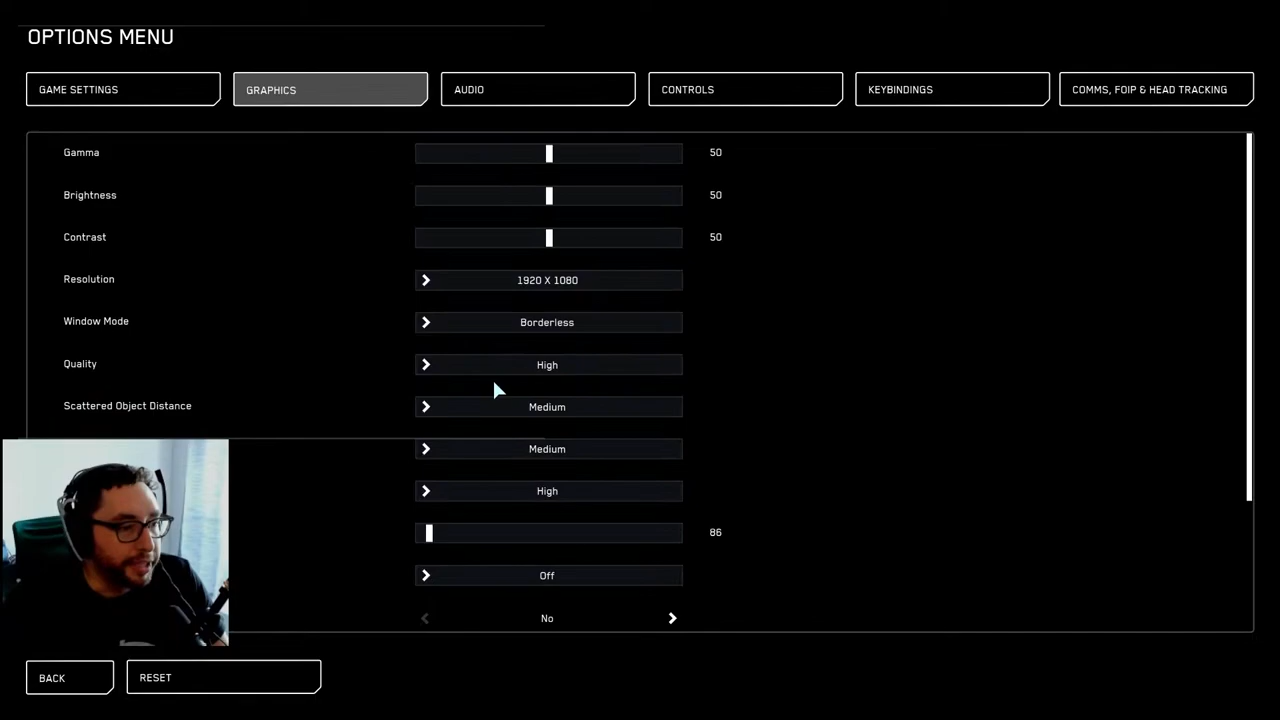 OPTIONS MENU
GAME SETTINGS
GRAPHICS
AUDIO
CONTROLS
KEYBINDINGS
COMMS, FOIP & HEAD TRACKING
Gamma 50
Brightness 50
Contrast 50
Resolution 1920 X 1080
Window Mode Borderless
Quality High
Scattered Object Distance Medium
Medium
High
86
Off
No
BACK
RESET